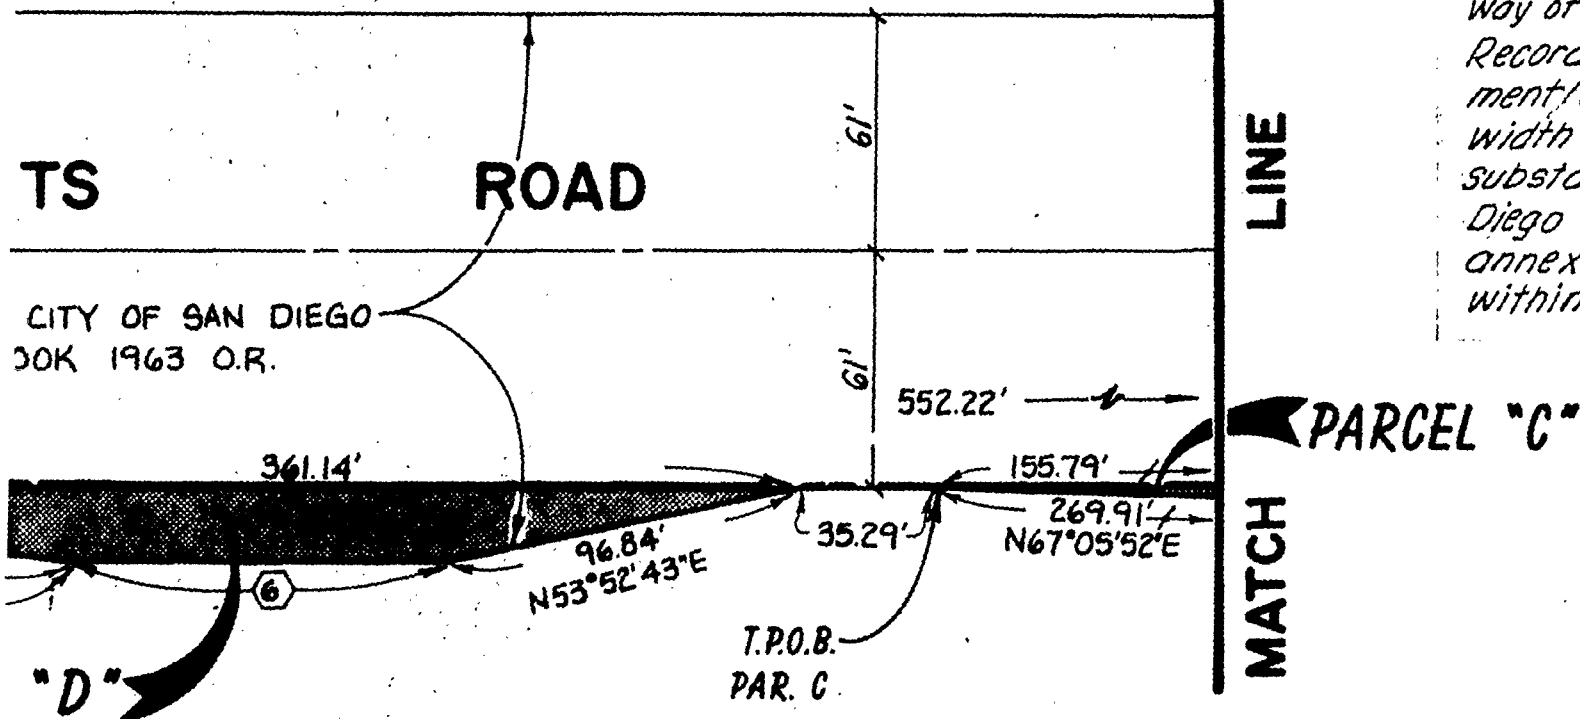 way of
Record
ment/
width
substa
Diego
annex
within
61'
TS ROAD
LINE
CITY OF SAN DIEGO
OOK 1963 O.R.
61'
552.22'
PARCEL "C"
361.14'
155.79'
35.29'
269.91'
N67°05'52"E
96.84'
N53°52'43"E
6
MATCH
T.P.O.B.
PAR. C
"D"